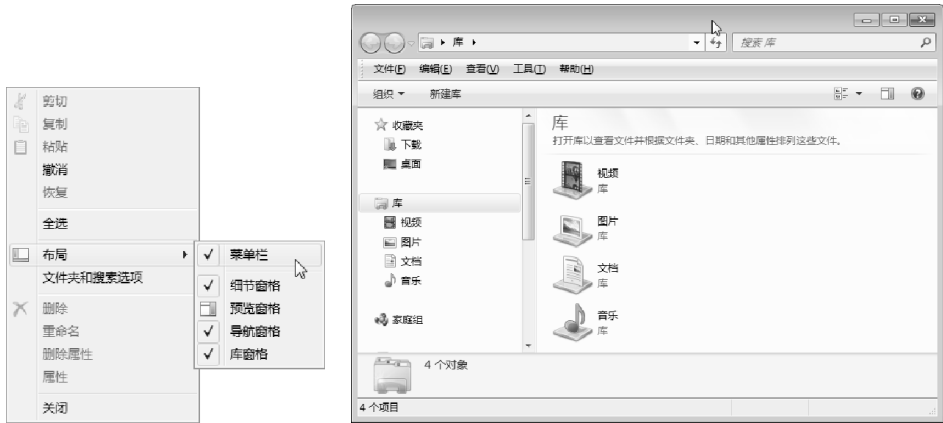 剪切
复制
粘贴
撤消
恢复
全选
布局
文件夹和搜索选项
删除
重命名
删除属性
属性
关闭
菜单栏
细节窗格
预览窗格
导航窗格
库窗格
库
搜索 库
文件(F) 编辑(E) 查看(V) 工具(T) 帮助(H)
组织 新建库
收藏夹
下载
桌面
库
视频
图片
文档
音乐
家庭组
库
打开库以查看文件并根据文件夹、日期和其他属性排列这些文件。
视频
库
图片
库
文档
库
音乐
库
4 个对象
4 个项目